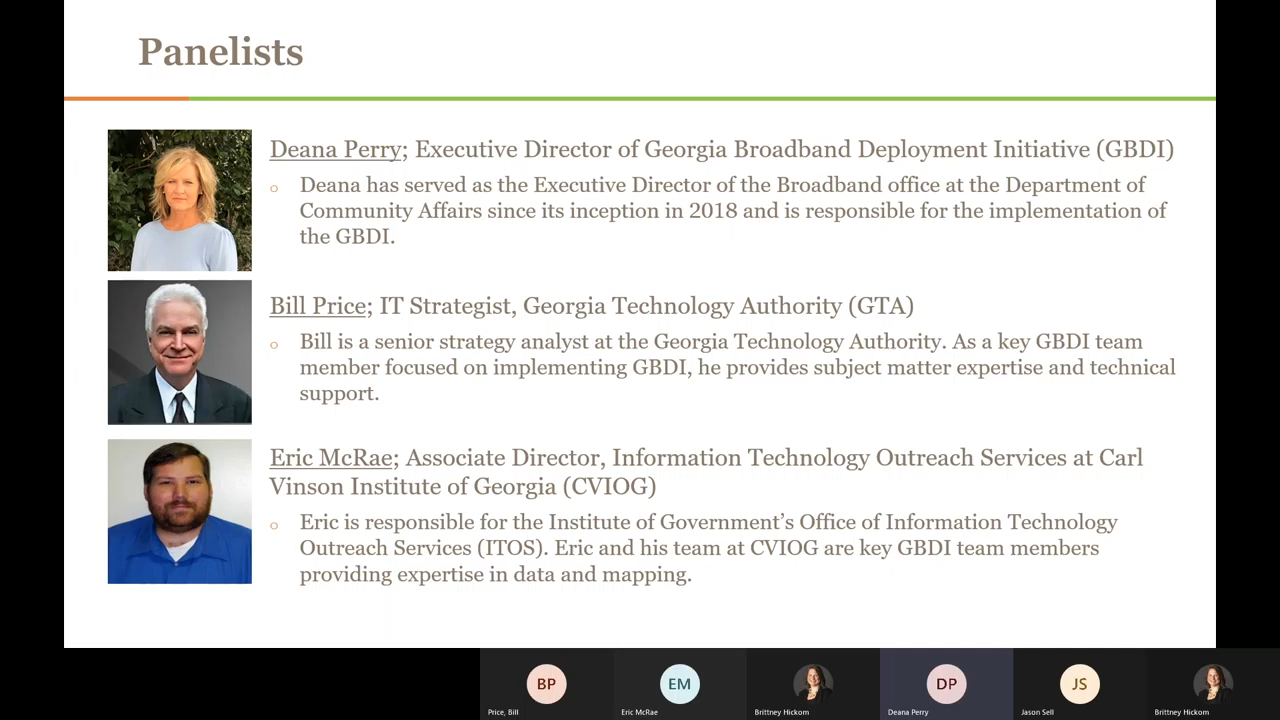 Panelists
Deana Perry; Executive Director of Georgia Broadband Deployment Initiative (GBDI)
o Deana has served as the Executive Director of the Broadband office at the Department of
Community Affairs since its inception in 2018 and is responsible for the implementation of
the GBDI.
Bill Price; IT Strategist, Georgia Technology Authority (GTA)
o Bill is a senior strategy analyst at the Georgia Technology Authority. As a key GBDI team
member focused on implementing GBDI, he provides subject matter expertise and technical
support.
Eric McRae; Associate Director, Information Technology Outreach Services at Carl
Vinson Institute of Georgia (CVIOG)
o Eric is responsible for the Institute of Government's Office of Information Technology
Outreach Services (ITOS). Eric and his team at CVIOG are key GBDI team members
providing expertise in data and mapping.
BP
EM
DP
JS
Price, Bill
Eric McRae
Brittney Hickom
Deana Perry
Jason Sell
Brittney Hickom